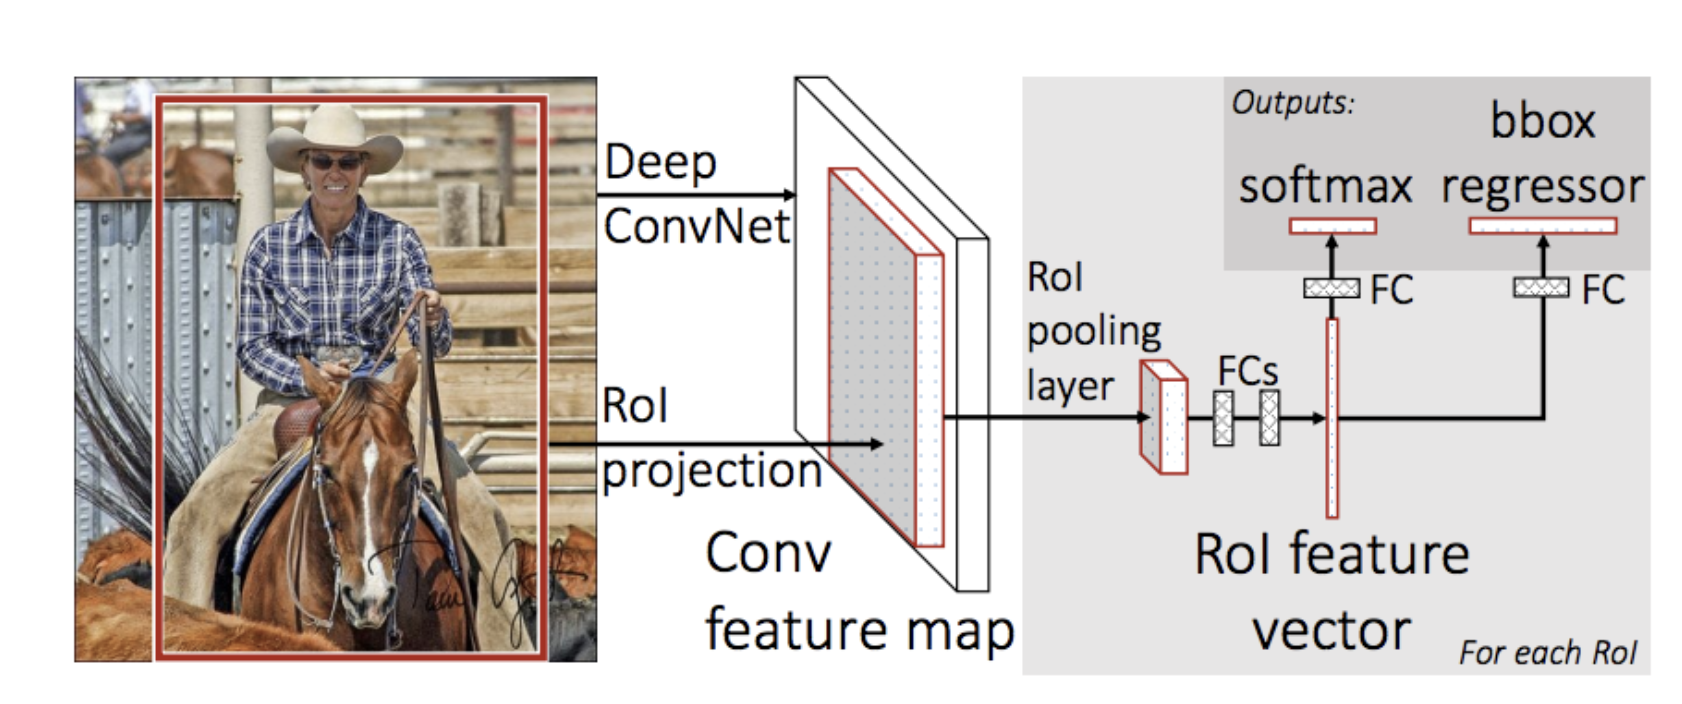 Deep
ConvNet
RoI
projection
Conv
feature map
RoI
pooling
layer
FCs
Outputs:
softmax
bbox
regressor
FC
FC
RoI feature
vector
For each RoI